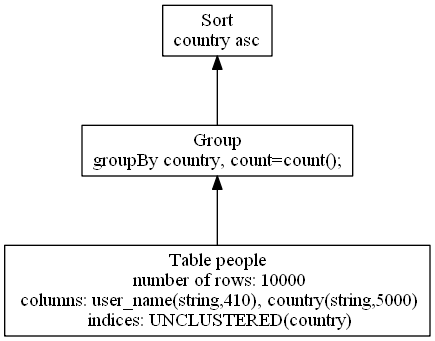 Sort
country asc
Group
groupBy country, count=count();
Table people
number of rows: 10000
columns: user_name(string,410), country(string,5000)
indices: UNCLUSTERED(country)